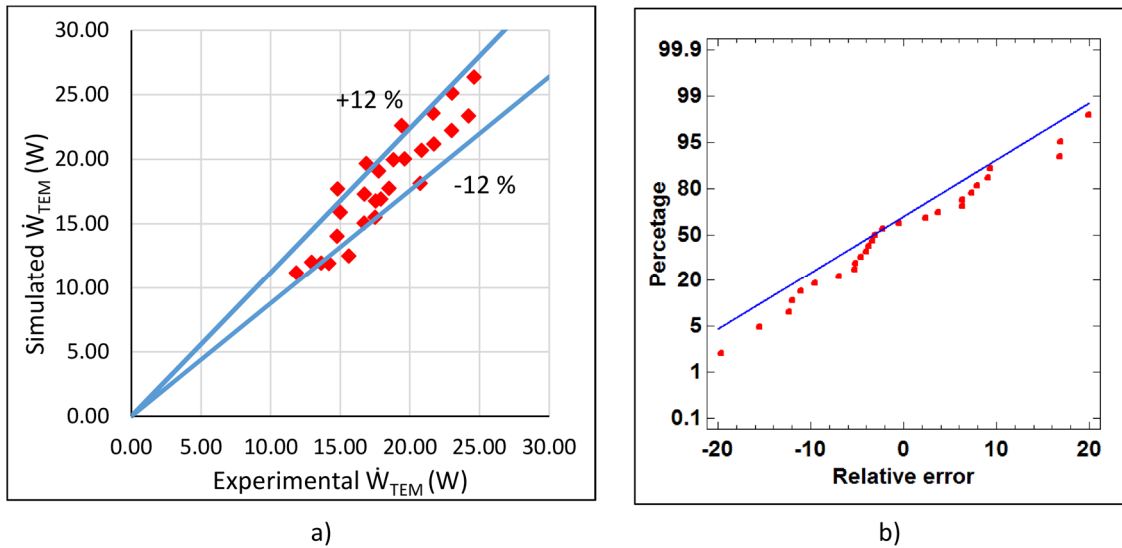 30.00
25.00
20.00
15.00
10.00
5.00
0.00
Simulated ẆTEM (W)
+12 %
-12 %
0.00 5.00 10.00 15.00 20.00 25.00 30.00
Experimental ẆTEM (W)
a)
99.9
99
95
80
50
20
5
1
0.1
Percetage
-20 -10 0 10 20
Relative error
b)